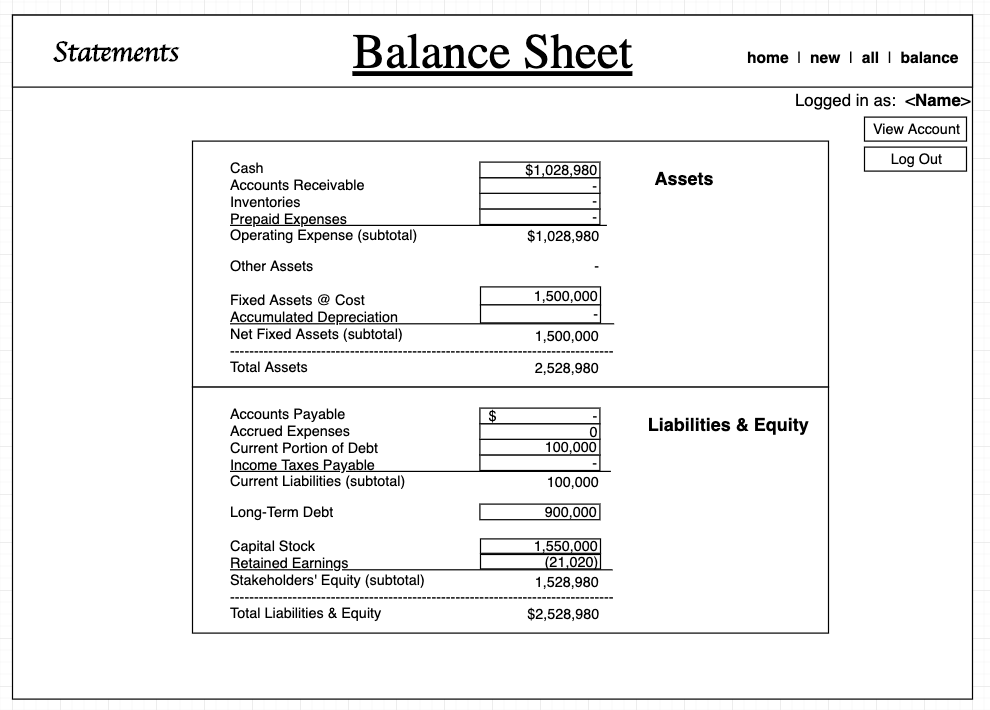 Statements
Balance Sheet
home | new | all | balance
Logged in as: <Name>
View Account
Log Out
Assets
Cash $1,028,980
Accounts Receivable -
Inventories -
Prepaid Expenses -
Operating Expense (subtotal) $1,028,980
Other Assets -
Fixed Assets @ Cost 1,500,000
Accumulated Depreciation -
Net Fixed Assets (subtotal) 1,500,000
Total Assets 2,528,980
Liabilities & Equity
Accounts Payable $ -
Accrued Expenses 0
Current Portion of Debt 100,000
Income Taxes Payable -
Current Liabilities (subtotal) 100,000
Long-Term Debt 900,000
Capital Stock 1,550,000
Retained Earnings (21,020)
Stakeholders' Equity (subtotal) 1,528,980
Total Liabilities & Equity $2,528,980